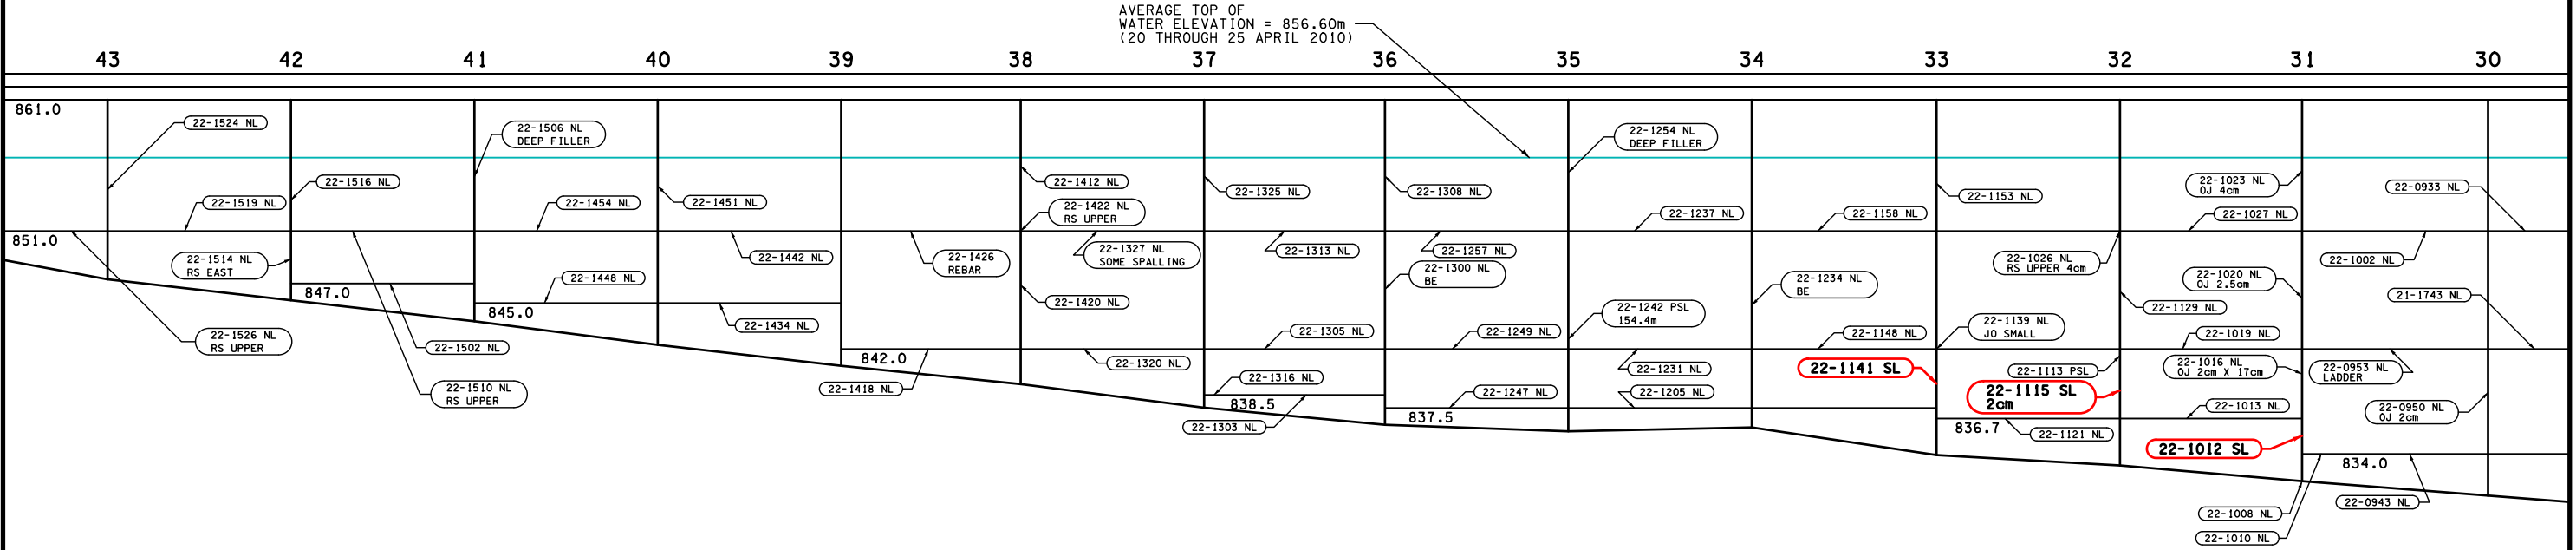 AVERAGE TOP OF
WATER ELEVATION = 856.60m
(20 THROUGH 25 APRIL 2010)
43 42 41 40 39 38 37 36 35 34 33 32 31 30
861.0
22-1524 NL
22-1506 NL
DEEP FILLER
22-1254 NL
DEEP FILLER
22-1516 NL
22-1412 NL
22-1325 NL
22-1308 NL
22-1153 NL
22-1023 NL
OJ 4cm
22-0933 NL
22-1519 NL
22-1454 NL
22-1451 NL
22-1422 NL
RS UPPER
22-1237 NL
22-1158 NL
22-1027 NL
851.0
22-1514 NL
RS EAST
22-1442 NL
22-1426
REBAR
22-1327 NL
SOME SPALLING
22-1313 NL
22-1257 NL
22-1300 NL
BE
22-1026 NL
RS UPPER 4cm
22-1002 NL
22-1448 NL
22-1234 NL
BE
22-1020 NL
OJ 2.5cm
847.0
22-1420 NL
21-1743 NL
845.0
22-1434 NL
22-1242 PSL
154.4m
22-1129 NL
22-1526 NL
RS UPPER
22-1502 NL
22-1305 NL
22-1249 NL
22-1148 NL
22-1139 NL
JO SMALL
22-1019 NL
842.0
22-1320 NL
22-1231 NL
22-1141 SL
22-1113 PSL
22-1016 NL
OJ 2cm X 17cm
22-0953 NL
LADDER
22-1510 NL
RS UPPER
22-1418 NL
22-1316 NL
22-1247 NL
22-1205 NL
22-1115 SL
2cm
838.5
22-1013 NL
22-0950 NL
OJ 2cm
22-1303 NL
837.5
836.7
22-1121 NL
22-1012 SL
834.0
22-0943 NL
22-1008 NL
22-1010 NL